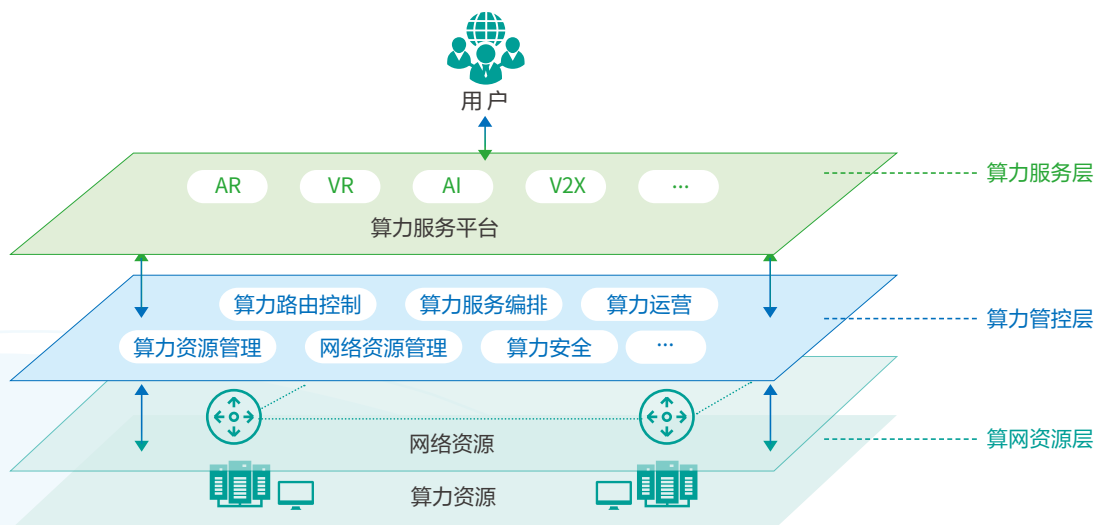 用户
AR VR AI V2X ...
算力服务平台
算力服务层
算力路由控制 算力服务编排 算力运营
算力管控层
算力资源管理 网络资源管理 算力安全 ...
网络资源
算网资源层
算力资源